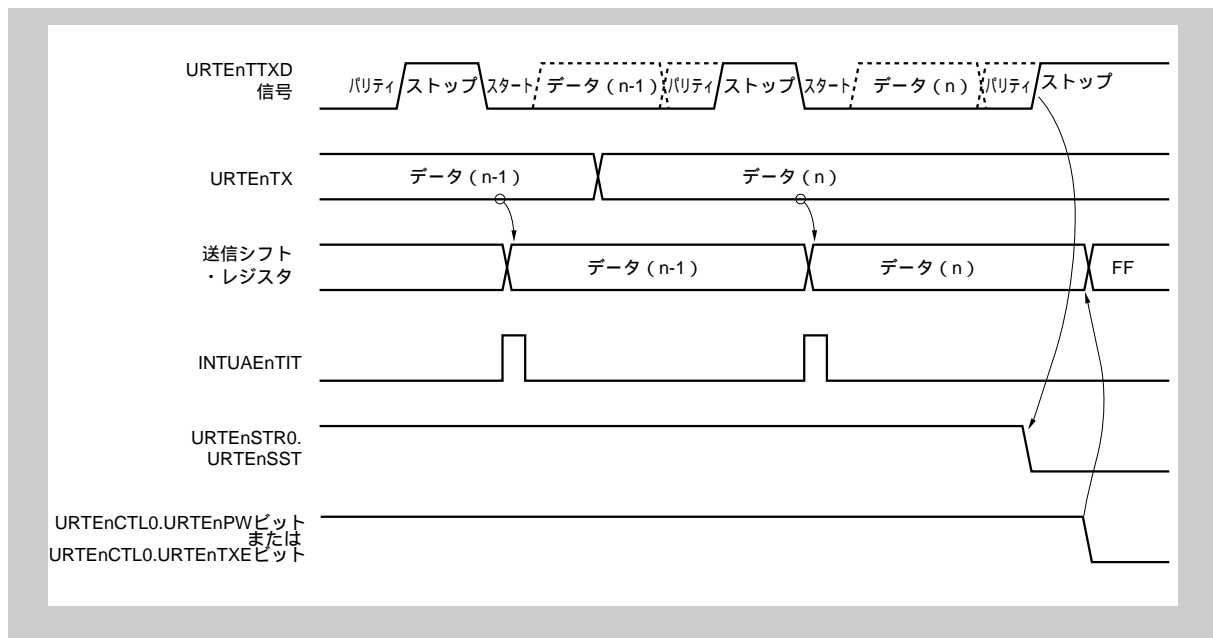 URTEnTTXD
信号
パリティ ストップ スタート データ（n-1） パリティ ストップ スタート データ（n） パリティ ストップ
URTEnTX
データ（n-1） データ（n）
送信シフト
・レジスタ
データ（n-1） データ（n） FF
INTUAEnTIT
URTEnSTR0.
URTEnSST
URTEnCTL0.URTEnPWビット
または
URTEnCTL0.URTEnTXEビット